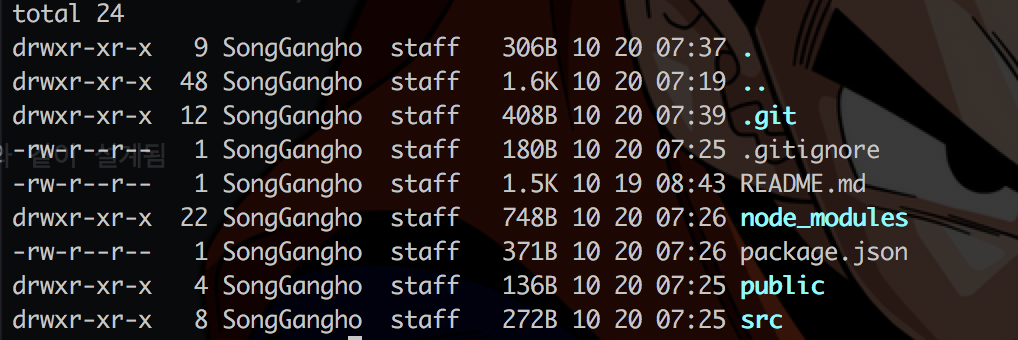 total 24
drwxr-xr-x   9 SongGangho  staff   306B 10 20 07:37 .
drwxr-xr-x  48 SongGangho  staff   1.6K 10 20 07:19 ..
drwxr-xr-x  12 SongGangho  staff   408B 10 20 07:39 .git
-rw-r--r--   1 SongGangho  staff   180B 10 20 07:25 .gitignore
-rw-r--r--   1 SongGangho  staff   1.5K 10 19 08:43 README.md
drwxr-xr-x  22 SongGangho  staff   748B 10 20 07:26 node_modules
-rw-r--r--   1 SongGangho  staff   371B 10 20 07:26 package.json
drwxr-xr-x   4 SongGangho  staff   136B 10 20 07:25 public
drwxr-xr-x   8 SongGangho  staff   272B 10 20 07:25 src
같이 설계됨